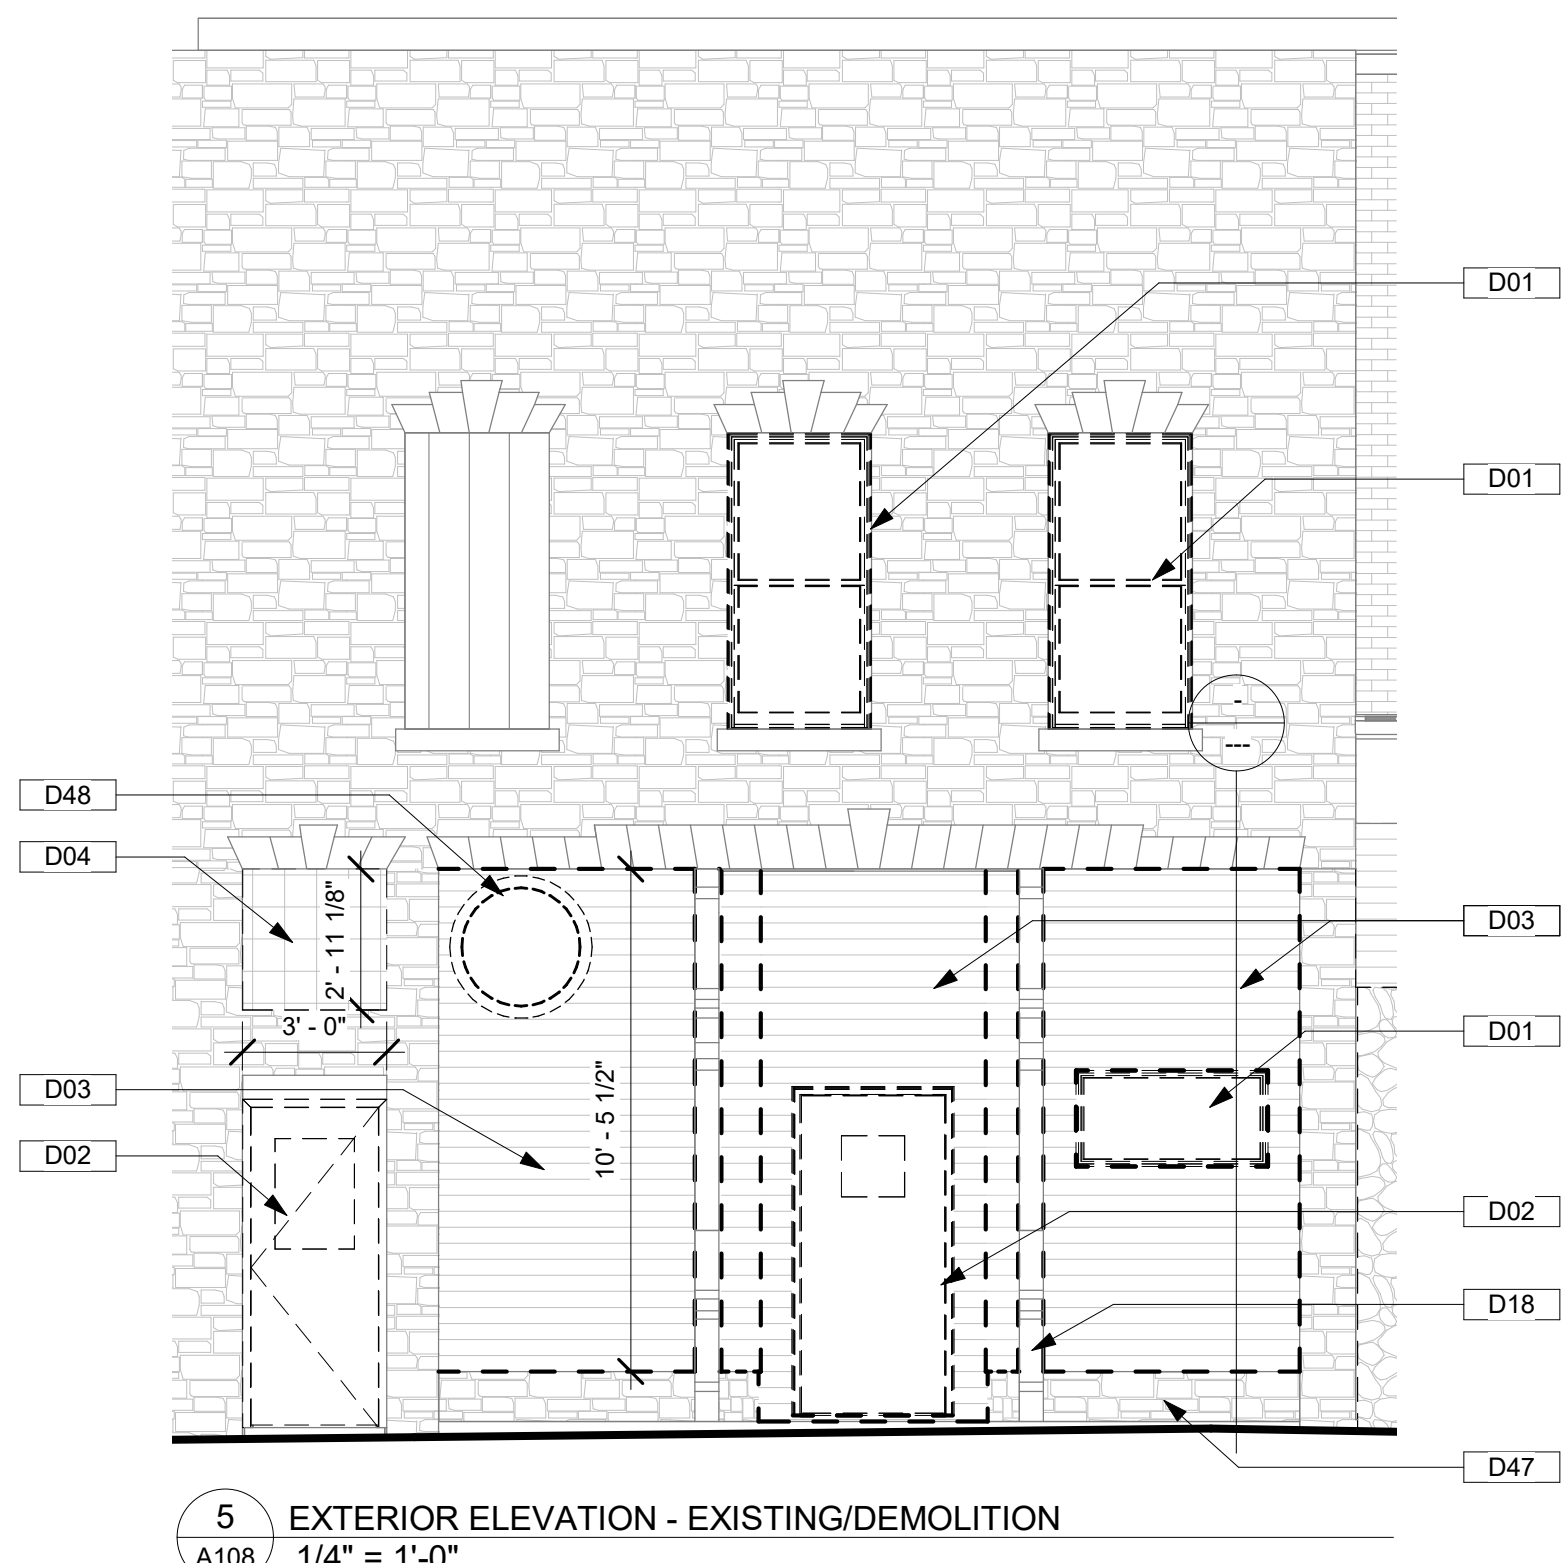 D01
D01
-
---
D48
D04
2' - 11 1/8"
D03
3' - 0"
D01
D03
10' - 5 1/2"
D02
D02
D18
D47
5
EXTERIOR ELEVATION - EXISTING/DEMOLITION
A108
1/4" = 1'-0"